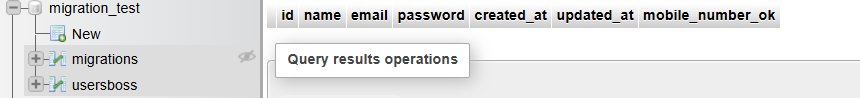 migration_test
New
migrations
usersboss
id name email password created_at updated_at mobile_number_ok
Query results operations